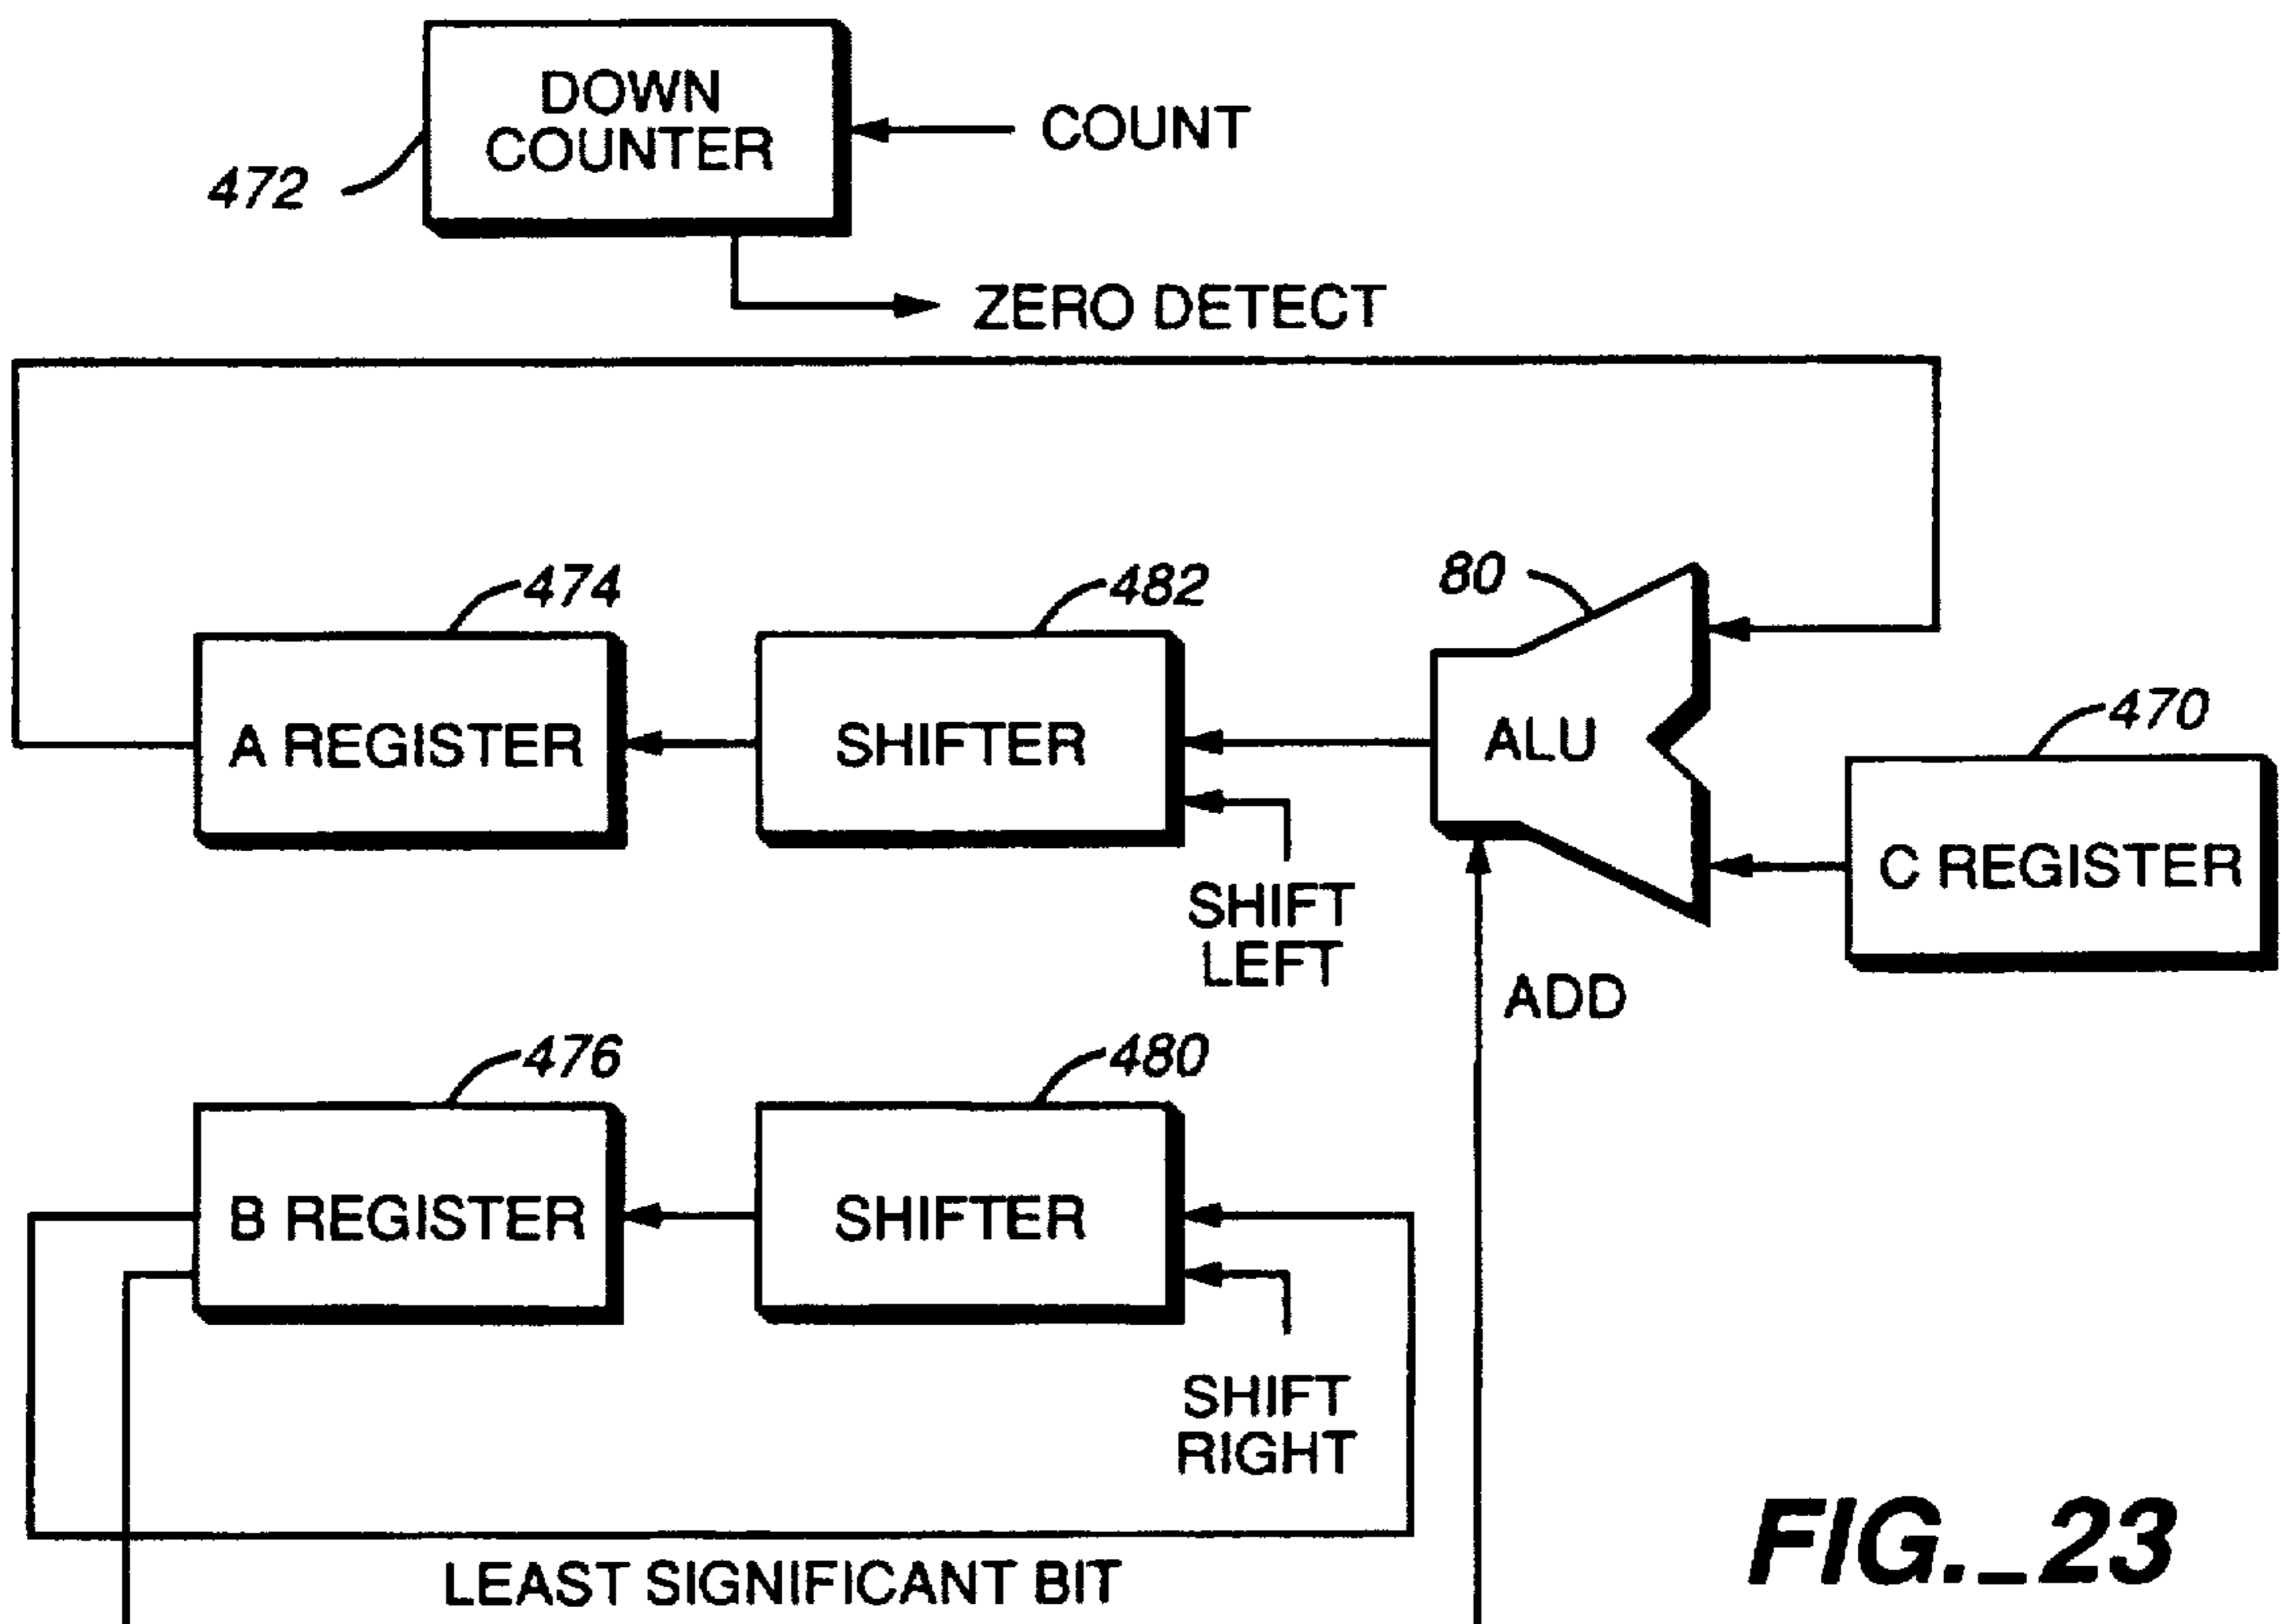 DOWN
COUNTER
COUNT
472
ZERO DETECT
474
482
80
470
A REGISTER
SHIFTER
ALU
C REGISTER
SHIFT
LEFT
ADD
476
480
B REGISTER
SHIFTER
SHIFT
RIGHT
LEAST SIGNIFICANT BIT
FIG._23